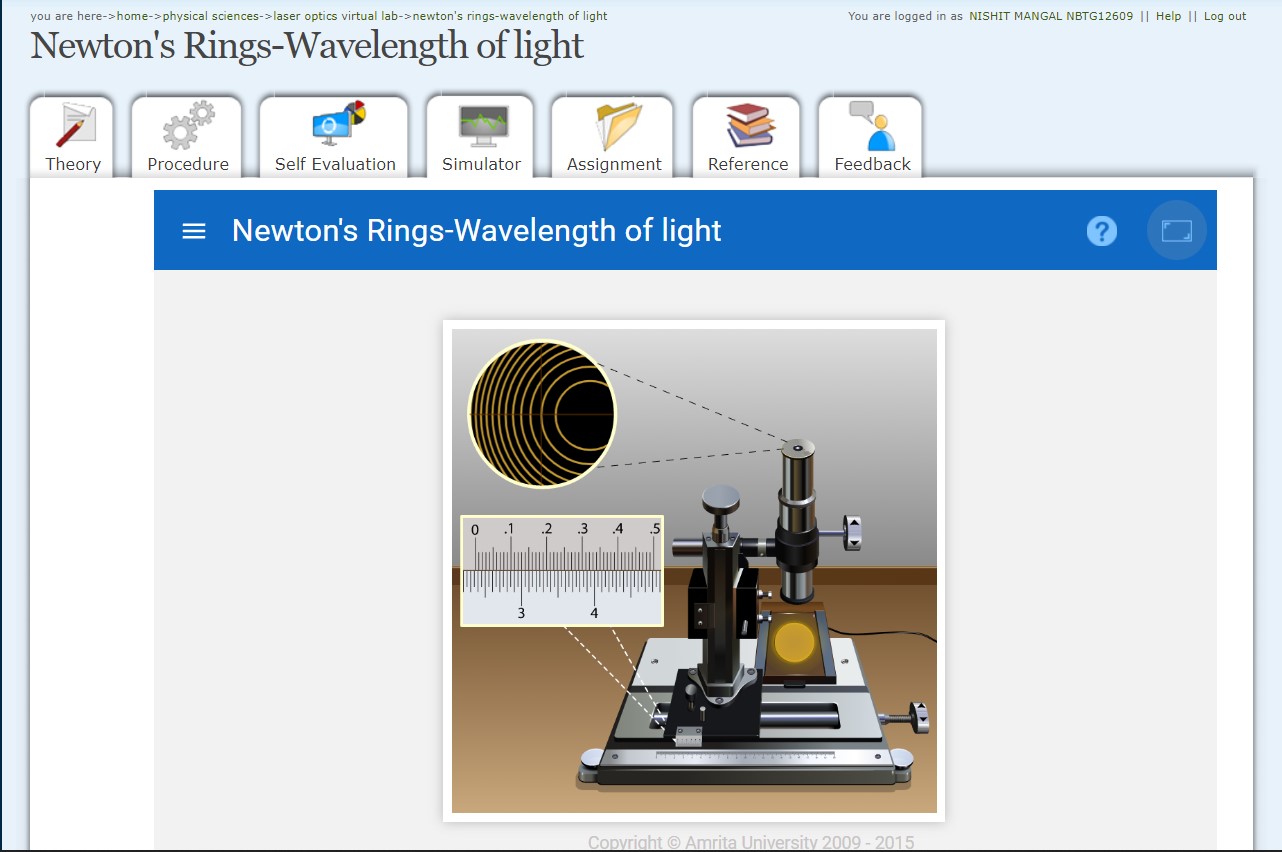 you are here->home->physical sciences->laser optics virtual lab->newton's rings-wavelength of light
You are logged in as NISHIT MANGAL NBTG12609 || Help || Log out
Newton's Rings-Wavelength of light
Theory
Procedure
Self Evaluation
Simulator
Assignment
Reference
Feedback
Newton's Rings-Wavelength of light
?
0 .1 .2 .3 .4 .5
3 4
Copyright © Amrita University 2009 - 2015